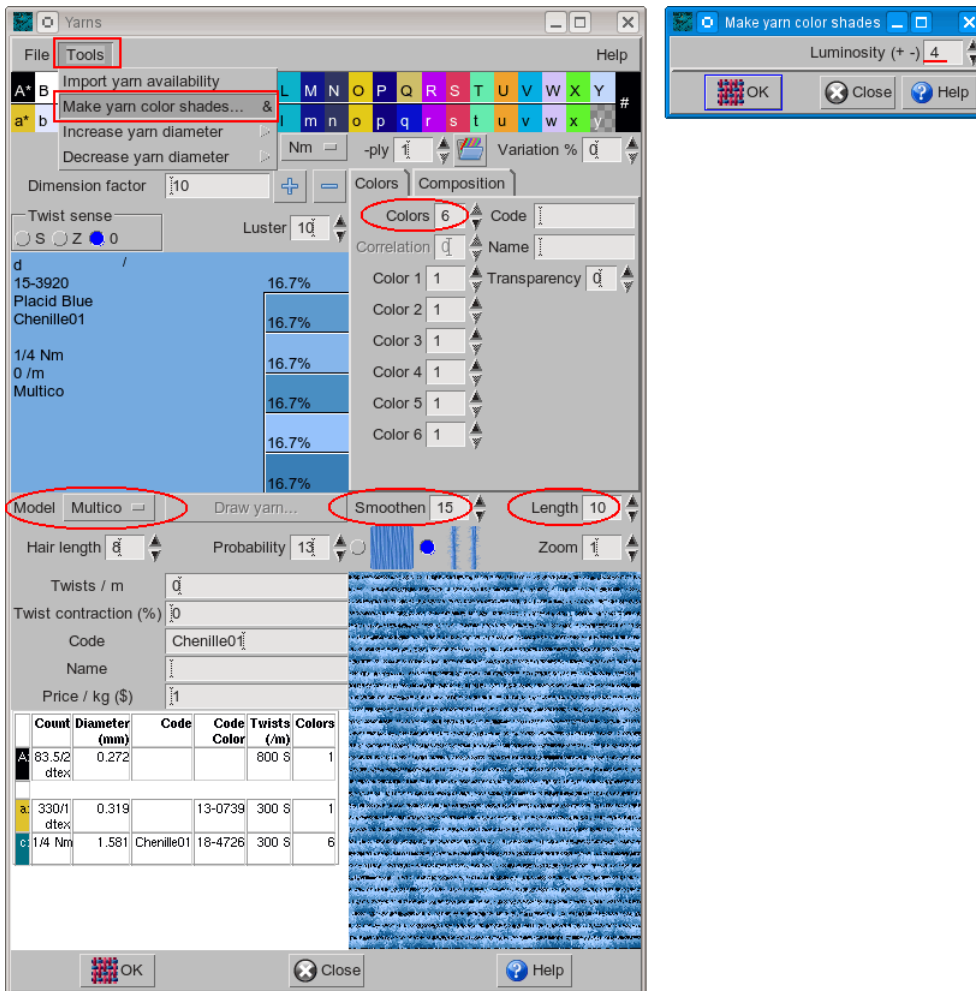 Yarns
File Tools Help
Import yarn availability
Make yarn color shades... &
Increase yarn diameter
Decrease yarn diameter
A* B L M N O P Q R S T U V W X Y #
a* b l m n o p q r s t u v w x y
Nm -ply 1 Variation % 0
Dimension factor 10
Colors Composition
Twist sense
S Z 0
Luster 10
Colors 6 Code
Correlation 0 Name
Color 1 1 Transparency 0
Color 2 1
Color 3 1
Color 4 1
Color 5 1
Color 6 1
d /
15-3920
Placid Blue
Chenille01
1/4 Nm
0 /m
Multico
16.7%
16.7%
16.7%
16.7%
16.7%
16.7%
Model Multico Draw yarn... Smoothen 15 Length 10
Hair length 8 Probability 13 Zoom 1
Twists / m 0
Twist contraction (%) 0
Code Chenille01
Name
Price / kg ($) 1
Count Diameter (mm) Code Code Color Twists (/m) Colors
A: 83.5/2 dtex 0.272 800 S 1
a: 330/1 dtex 0.319 13-0739 300 S 1
c: 1/4 Nm 1.581 Chenille01 18-4726 300 S 6
OK Close Help
Make yarn color shades
Luminosity (+ -) 4
OK Close Help